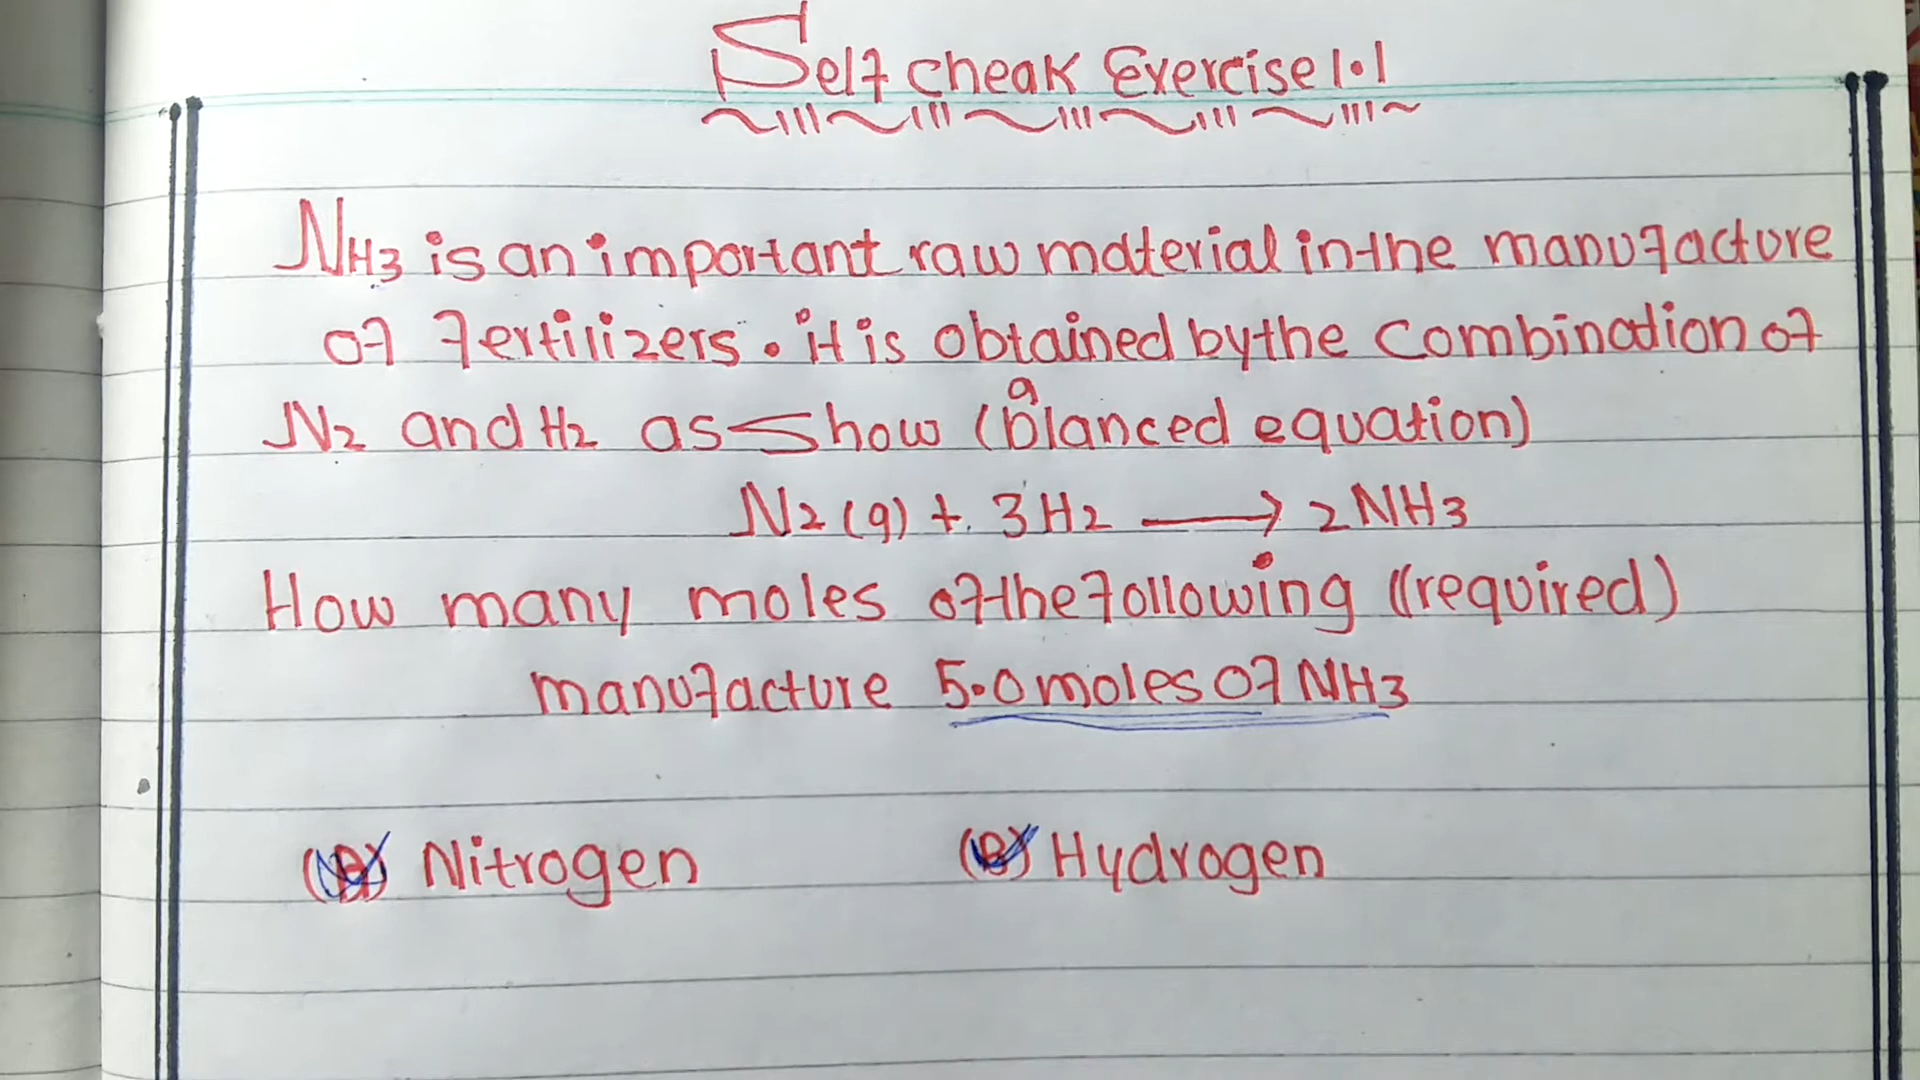 Self cheak Exercise 1.1
NH3 is an important raw material in the manufacture
of fertilizers. it is obtained by the combination of
N2 and H2 as show (balanced equation)
N2(g) + 3H2 ⟶ 2NH3
How many moles of the following ((required)
manufacture 5.0 moles of NH3
Nitrogen (B) Hydrogen